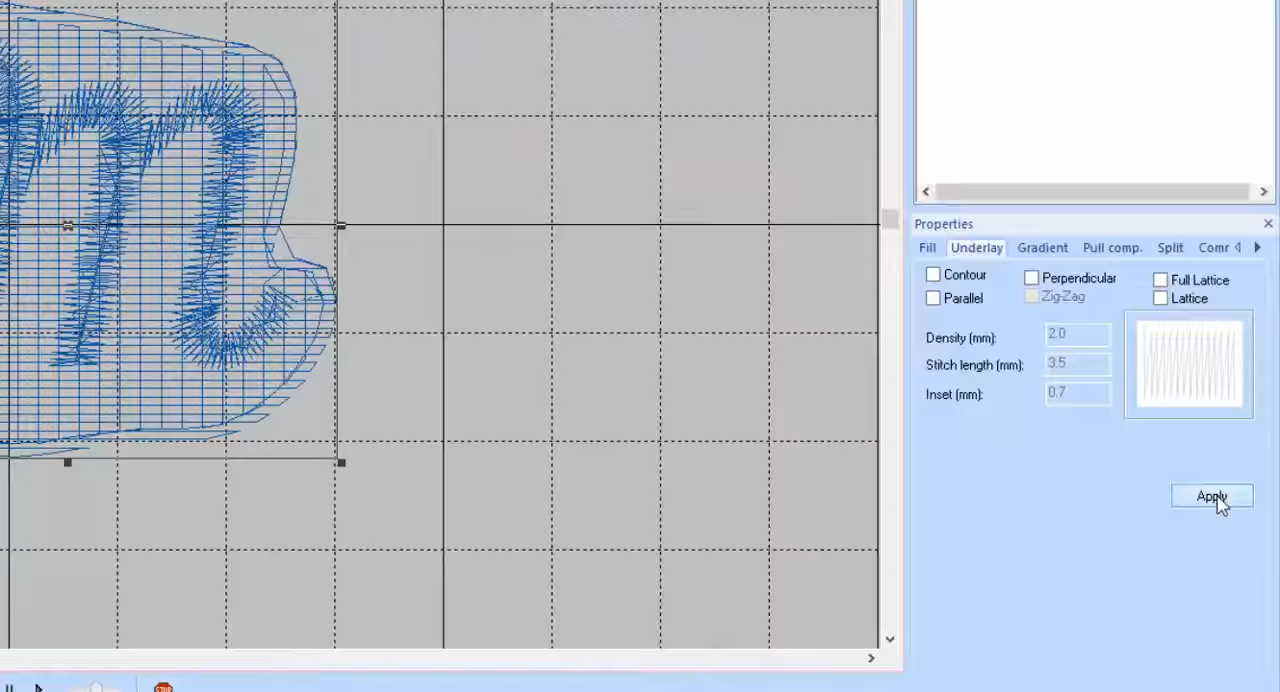 Properties
Fill Underlay Gradient Pull comp. Split Comr
Contour Perpendicular Full Lattice
Parallel Zig-Zag Lattice
Density (mm): 2.0
Stitch length (mm): 3.5
Inset (mm): 0.7
Apply
STOP